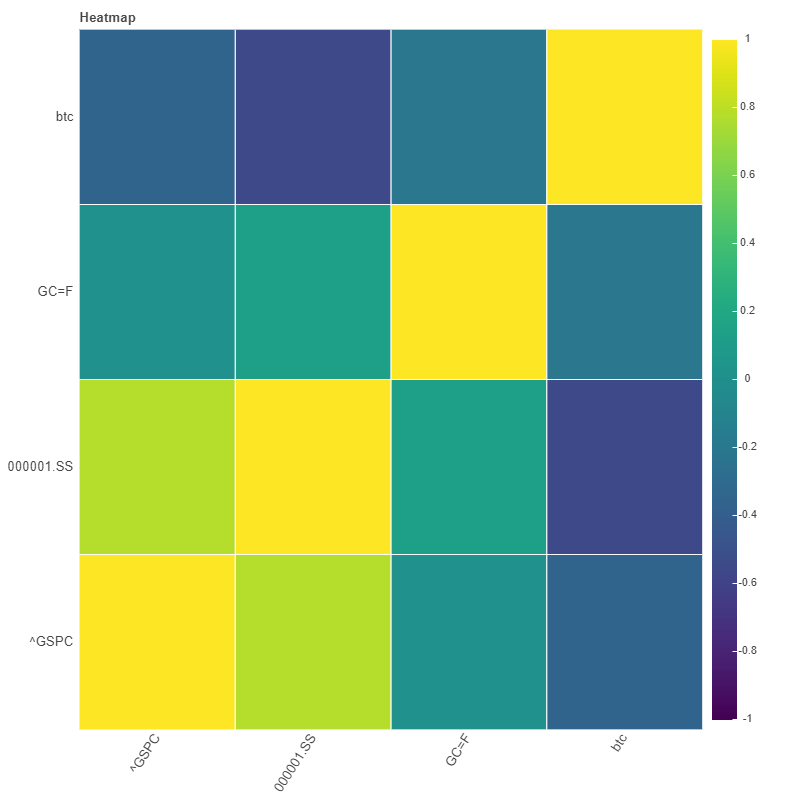 Heatmap
btc
GC=F
000001.SS
^GSPC
^GSPC
000001.SS
GC=F
btc
1
0.8
0.6
0.4
0.2
0
-0.2
-0.4
-0.6
-0.8
-1